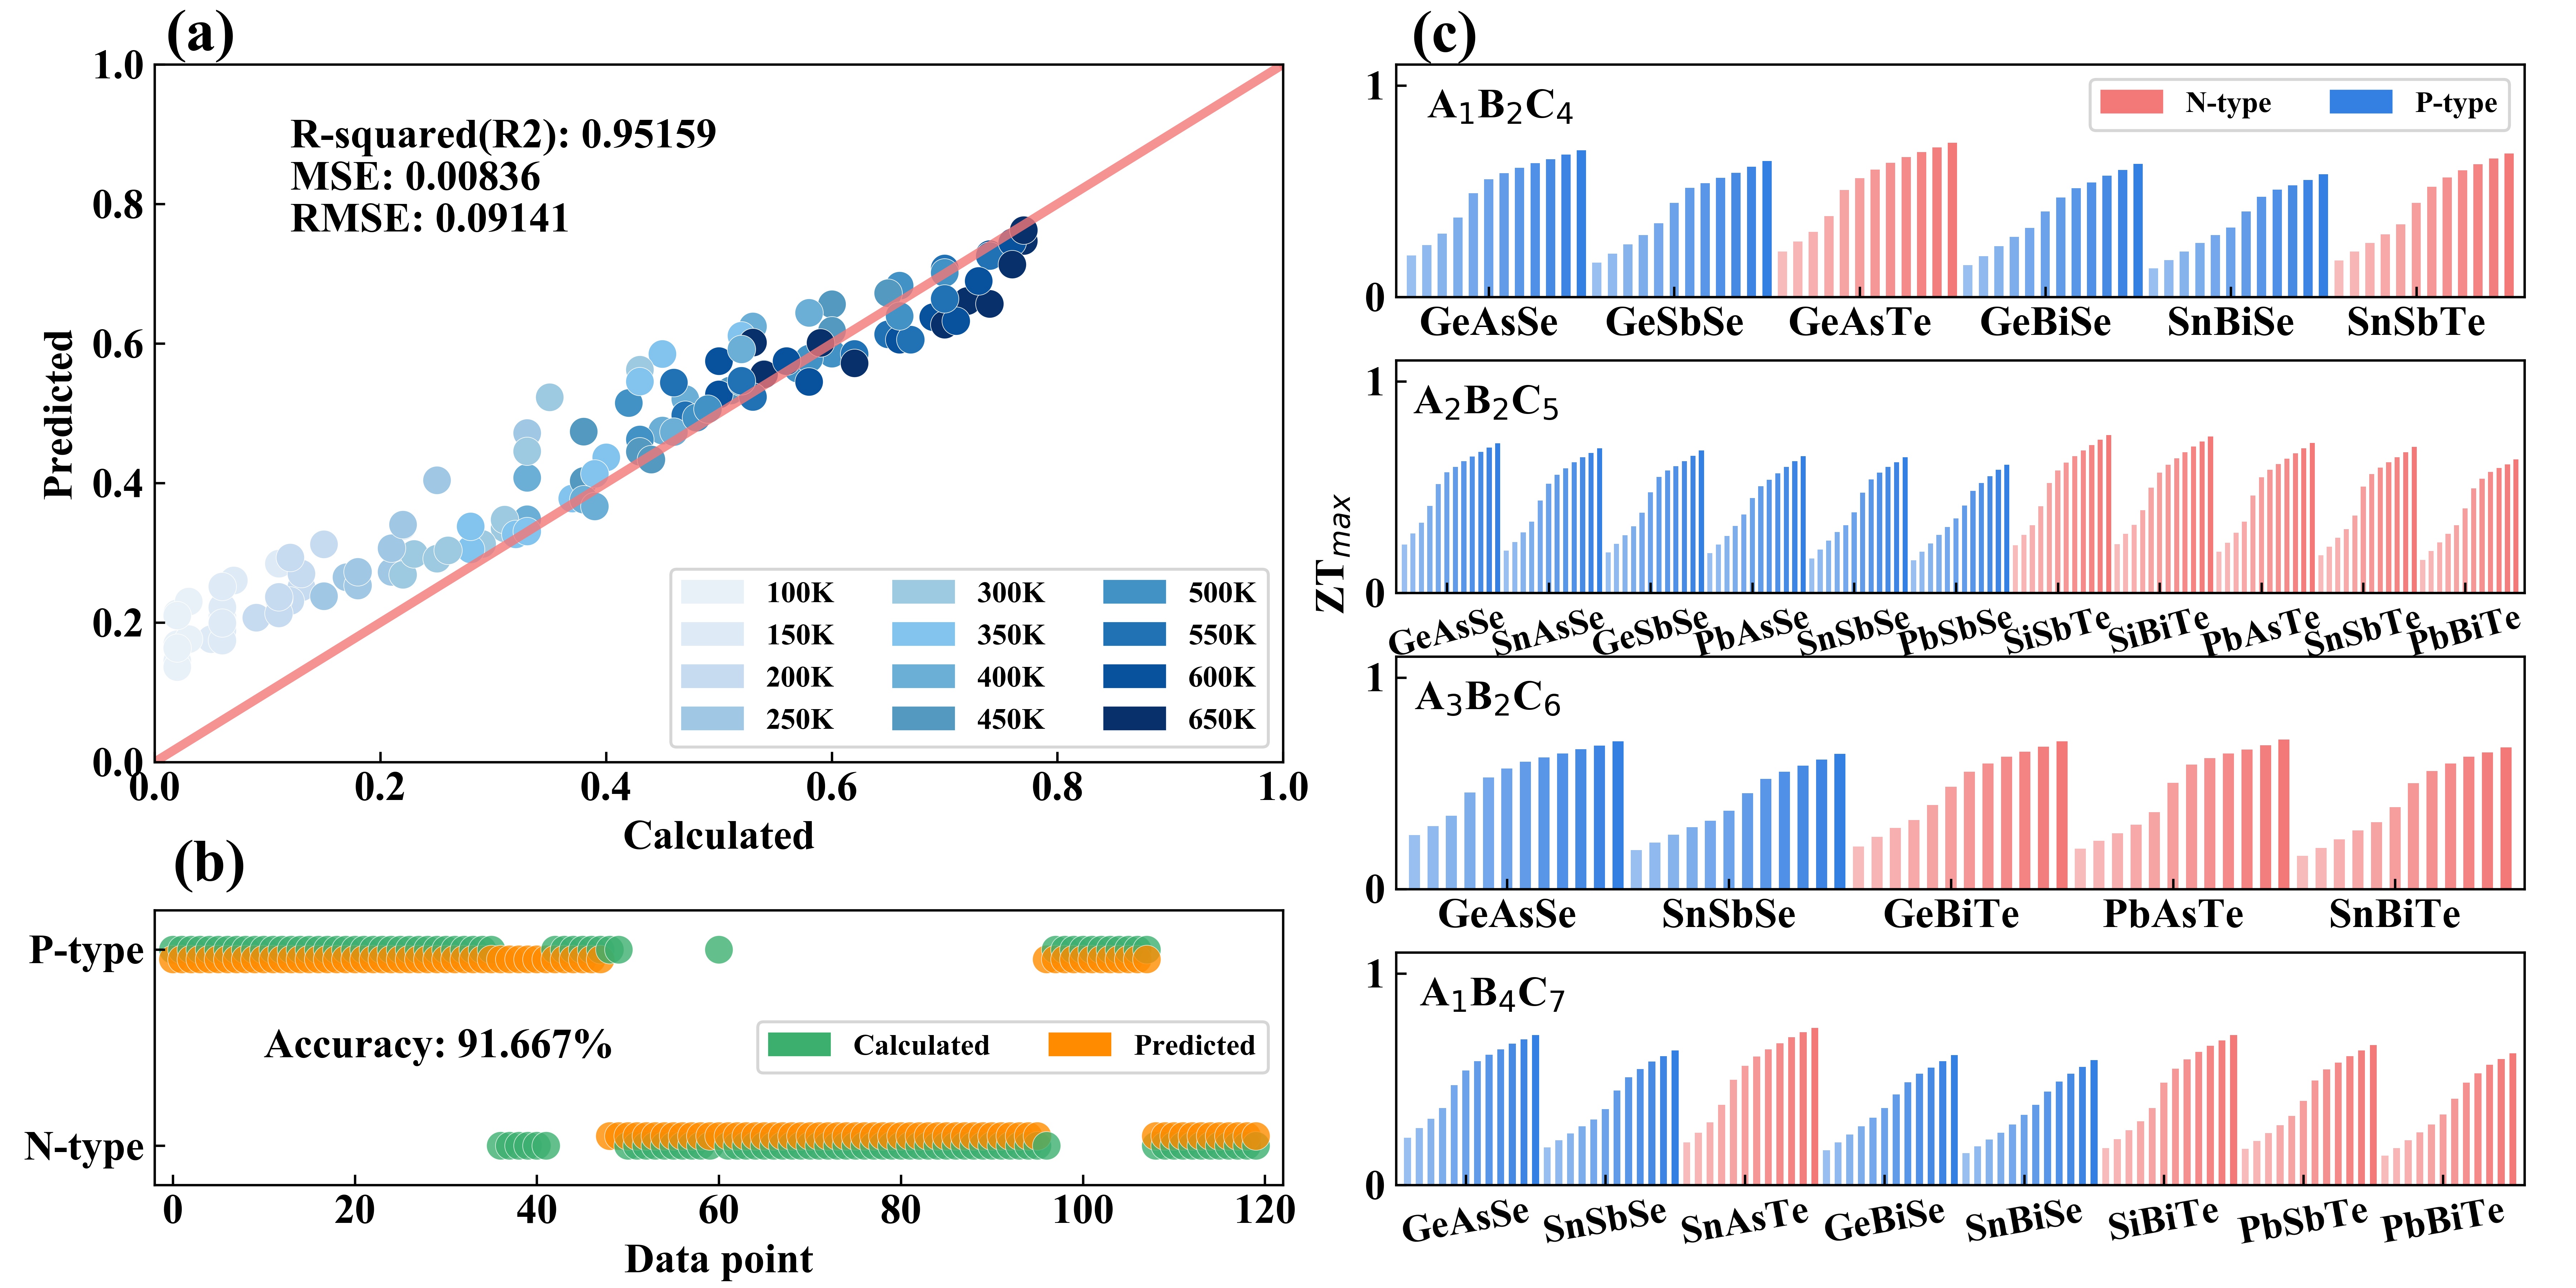 (a)
1.0
0.8
0.6
0.4
0.2
0.0
Predicted
R-squared(R2): 0.95159
MSE: 0.00836
RMSE: 0.09141
100K 300K 500K
150K 350K 550K
200K 400K 600K
250K 450K 650K
0.0 0.2 0.4 0.6 0.8 1.0
Calculated
(b)
P-type
N-type
Accuracy: 91.667%
Calculated Predicted
0 20 40 60 80 100 120
Data point
(c)
ZTmax
1
0
A1B2C4
N-type P-type
GeAsSe GeSbSe GeAsTe GeBiSe SnBiSe SnSbTe
1
0
A2B2C5
GeAsSe SnAsSe GeSbSe PbAsSe SnSbSe PbSbSe SiSbTe SiBiTe PbAsTe SnSbTe PbBiTe
1
0
A3B2C6
GeAsSe SnSbSe GeBiTe PbAsTe SnBiTe
1
0
A1B4C7
GeAsSe SnSbSe SnAsTe GeBiSe SnBiSe SiBiTe PbSbTe PbBiTe